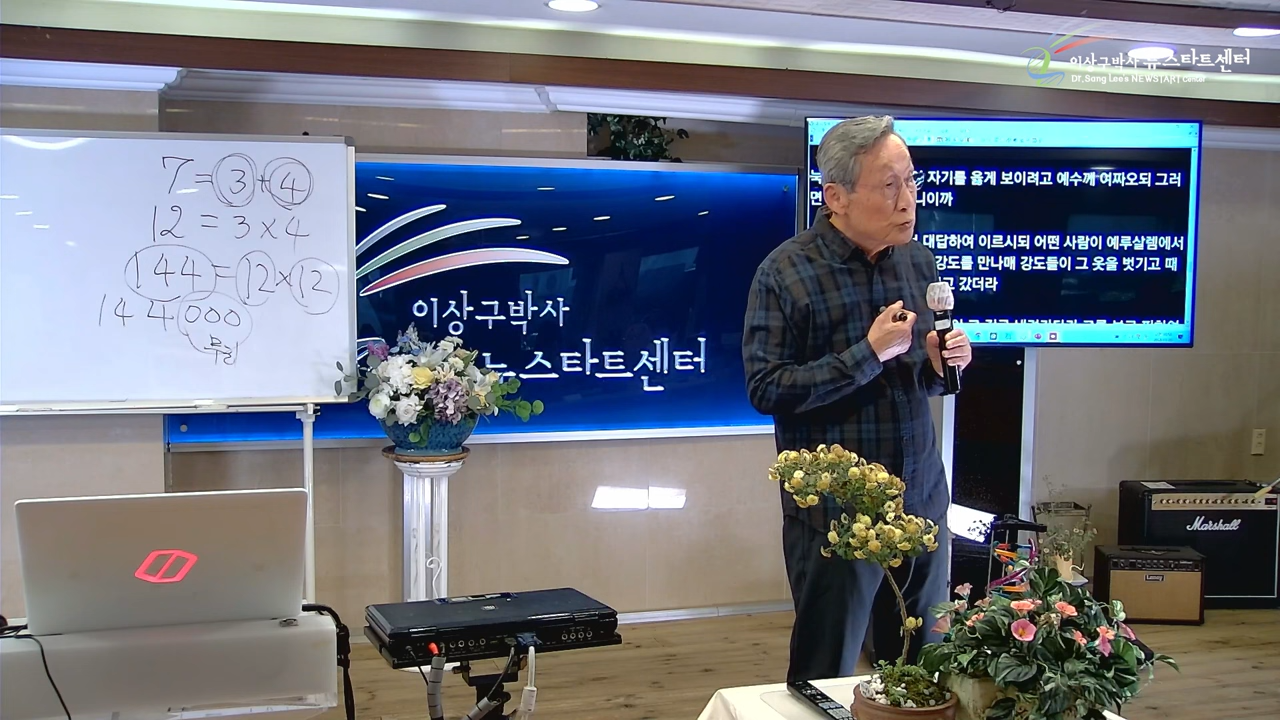 이상구박사 뉴스타트센터
Dr. Sang Lee's NEWSTART Center
7 = 3 + 4
12 = 3 x 4
144 = 12 x 12
144000
무리
이상구박사
뉴스타트센터
자기를 옳게 보이려고 예수께 여짜오되 그러
면
니이까
대답하여 이르시되 어떤 사람이 예루살렘에서
강도를 만나매 강도들이 그 옷을 벗기고 때
고 갔더라
Marshall
Laney